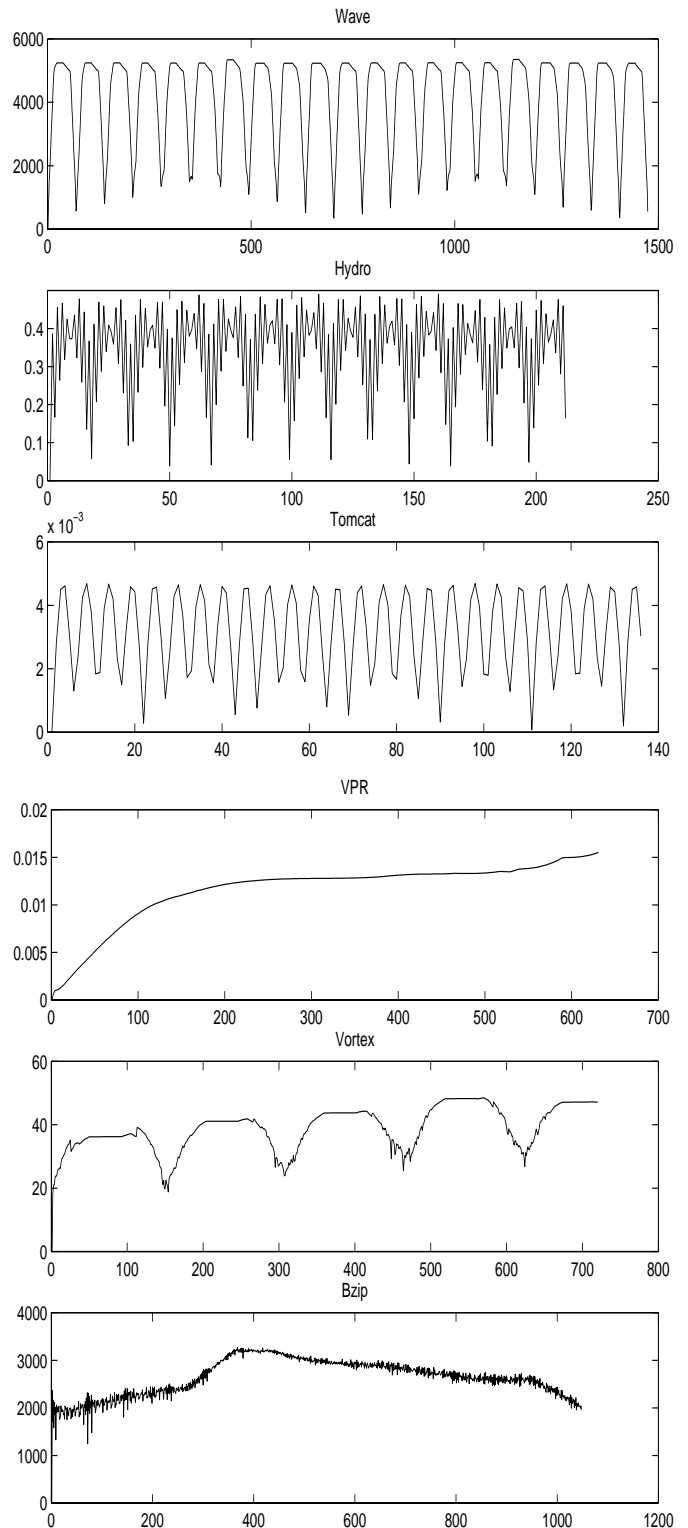 Wave
6000
4000
2000
0
0 500 1000 1500
Hydro
0.4
0.3
0.2
0.1
0
0 50 100 150 200 250
Tomcat
x 10−3
6
4
2
0
0 20 40 60 80 100 120 140
VPR
0.02
0.015
0.01
0.005
0
0 100 200 300 400 500 600 700
Vortex
60
40
20
0
0 100 200 300 400 500 600 700 800
Bzip
4000
3000
2000
1000
0
0 200 400 600 800 1000 1200